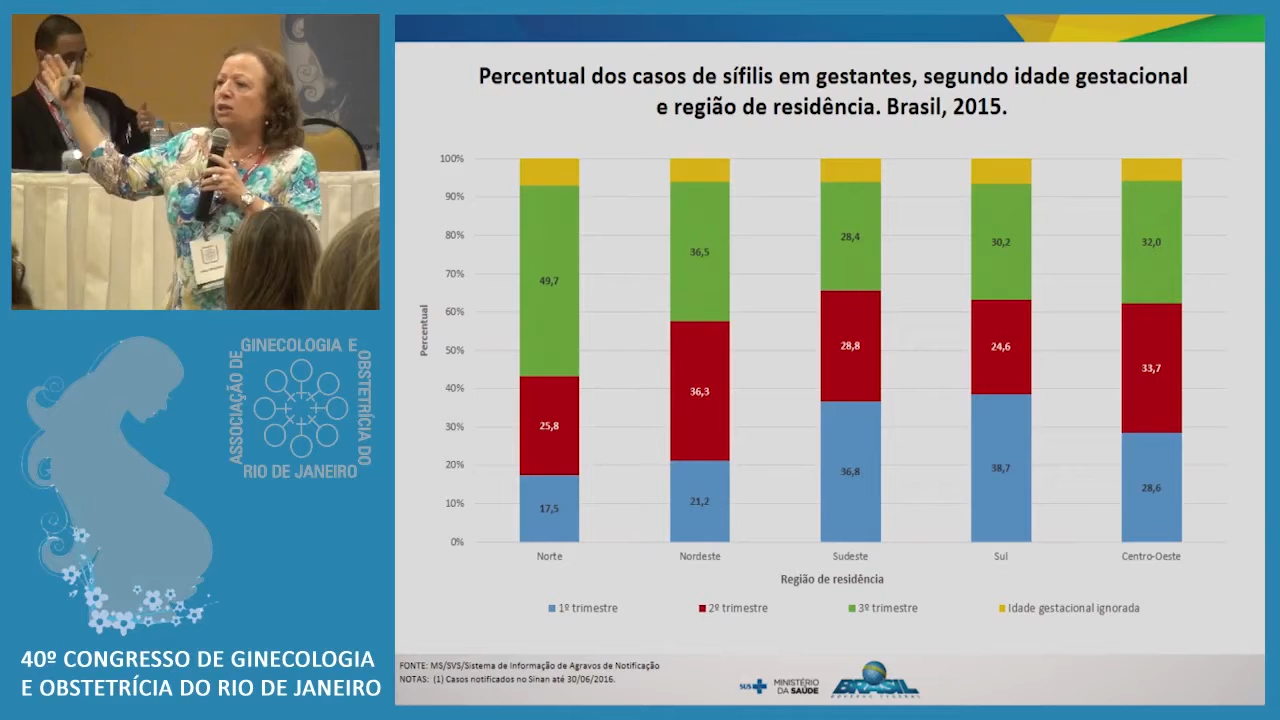 Percentual dos casos de sífilis em gestantes, segundo idade gestacional
e região de residência. Brasil, 2015.
Percentual
100%
90%
80%
70%
60%
50%
40%
30%
20%
10%
0%
49,7
25,8
17,5
36,5
36,3
21,2
28,4
28,8
36,8
30,2
24,6
38,7
32,0
33,7
28,6
Norte
Nordeste
Sudeste
Sul
Centro-Oeste
Região de residência
1º trimestre
2º trimestre
3º trimestre
Idade gestacional ignorada
FONTE: MS/SVS/Sistema de Informação de Agravos de Notificação
NOTAS: (1) Casos notificados no Sinan até 30/06/2016.
SUS
MINISTÉRIO
DA SAÚDE
BRASIL
GOVERNO FEDERAL
ASSOCIAÇÃO DE
GINECOLOGIA E
OBSTETRÍCIA DO
RIO DE JANEIRO
40º CONGRESSO DE GINECOLOGIA
E OBSTETRÍCIA DO RIO DE JANEIRO